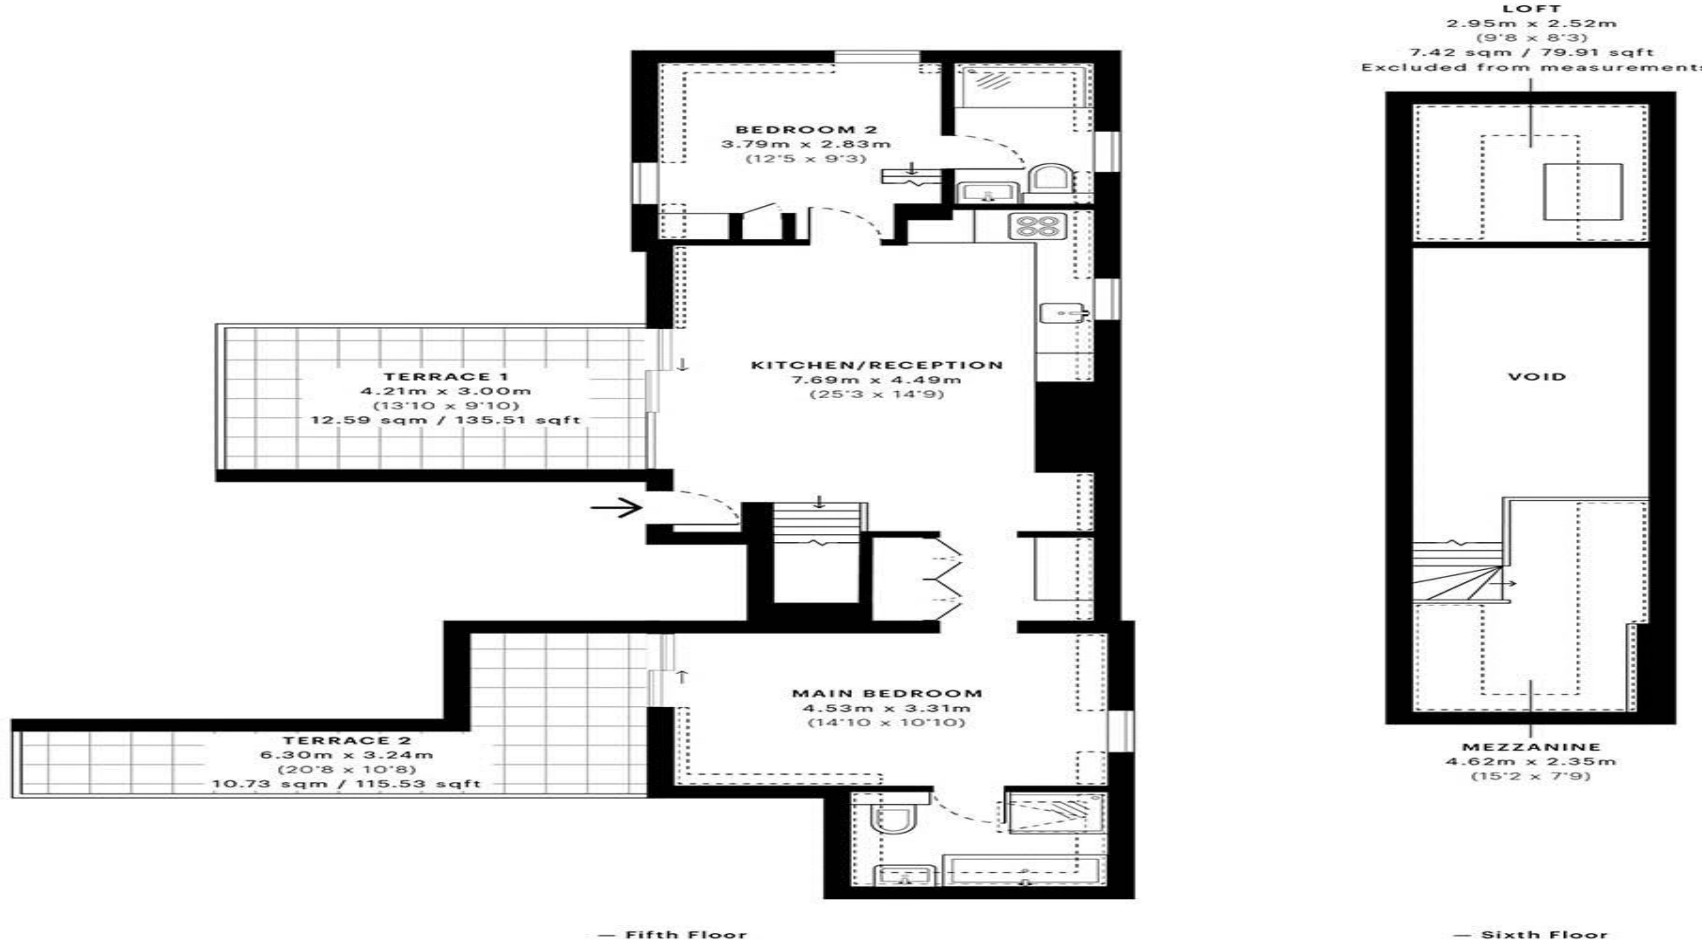 LOFT
2.95m x 2.52m
(9'8 x 8'3)
7.42 sqm / 79.91 sqft
Excluded from measurements
BEDROOM 2
3.79m x 2.83m
(12'5 x 9'3)
KITCHEN/RECEPTION
7.69m x 4.49m
(25'3 x 14'9)
TERRACE 1
4.21m x 3.00m
(13'10 x 9'10)
12.59 sqm / 135.51 sqft
VOID
MAIN BEDROOM
4.53m x 3.31m
(14'10 x 10'10)
TERRACE 2
6.30m x 3.24m
(20'8 x 10'8)
10.73 sqm / 115.53 sqft
MEZZANINE
4.62m x 2.35m
(15'2 x 7'9)
— Fifth Floor
— Sixth Floor